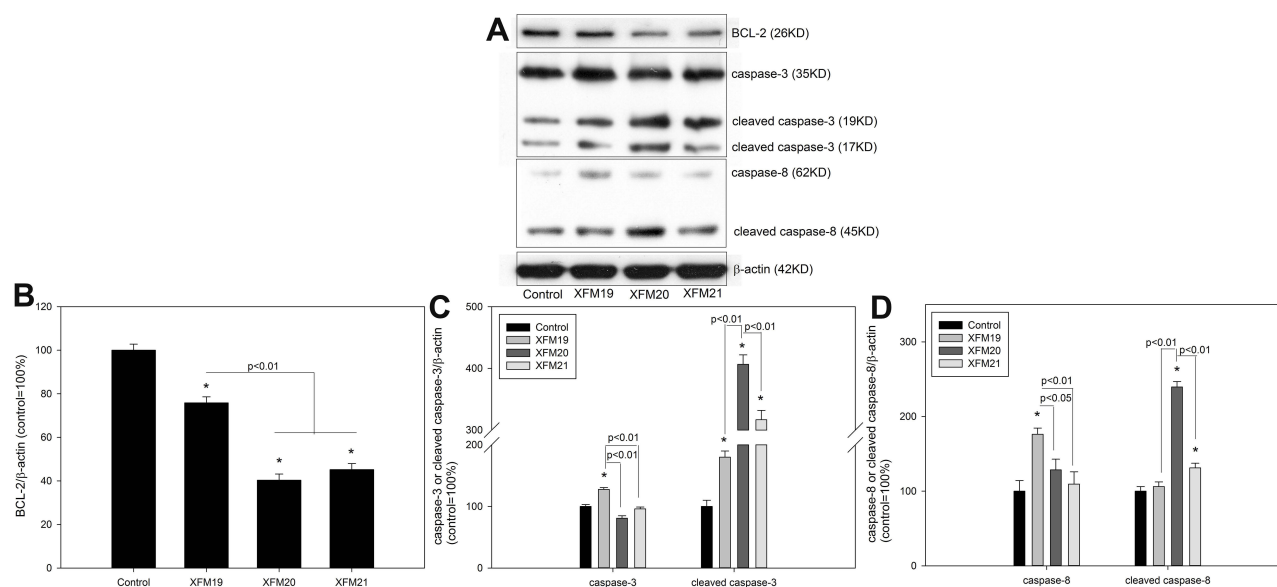 A
BCL-2 (26KD)
caspase-3 (35KD)
cleaved caspase-3 (19KD)
cleaved caspase-3 (17KD)
caspase-8 (62KD)
cleaved caspase-8 (45KD)
β-actin (42KD)
Control XFM19 XFM20 XFM21
B
BCL-2/β-actin (control=100%)
120
100
80
60
40
20
0
*
p<0.01
*
*
Control XFM19 XFM20 XFM21
C
caspase-3 or cleaved caspase-3/β-actin
(control=100%)
500
400
300
200
100
0
Control
XFM19
XFM20
XFM21
p<0.01
p<0.01
*
p<0.01
p<0.01
*
*
*
caspase-3 cleaved caspase-3
D
caspase-8 or cleaved caspase-8/β-actin
(control=100%)
300
200
100
0
Control
XFM19
XFM20
XFM21
p<0.01
p<0.05
*
p<0.01
p<0.01
*
*
caspase-8 cleaved caspase-8